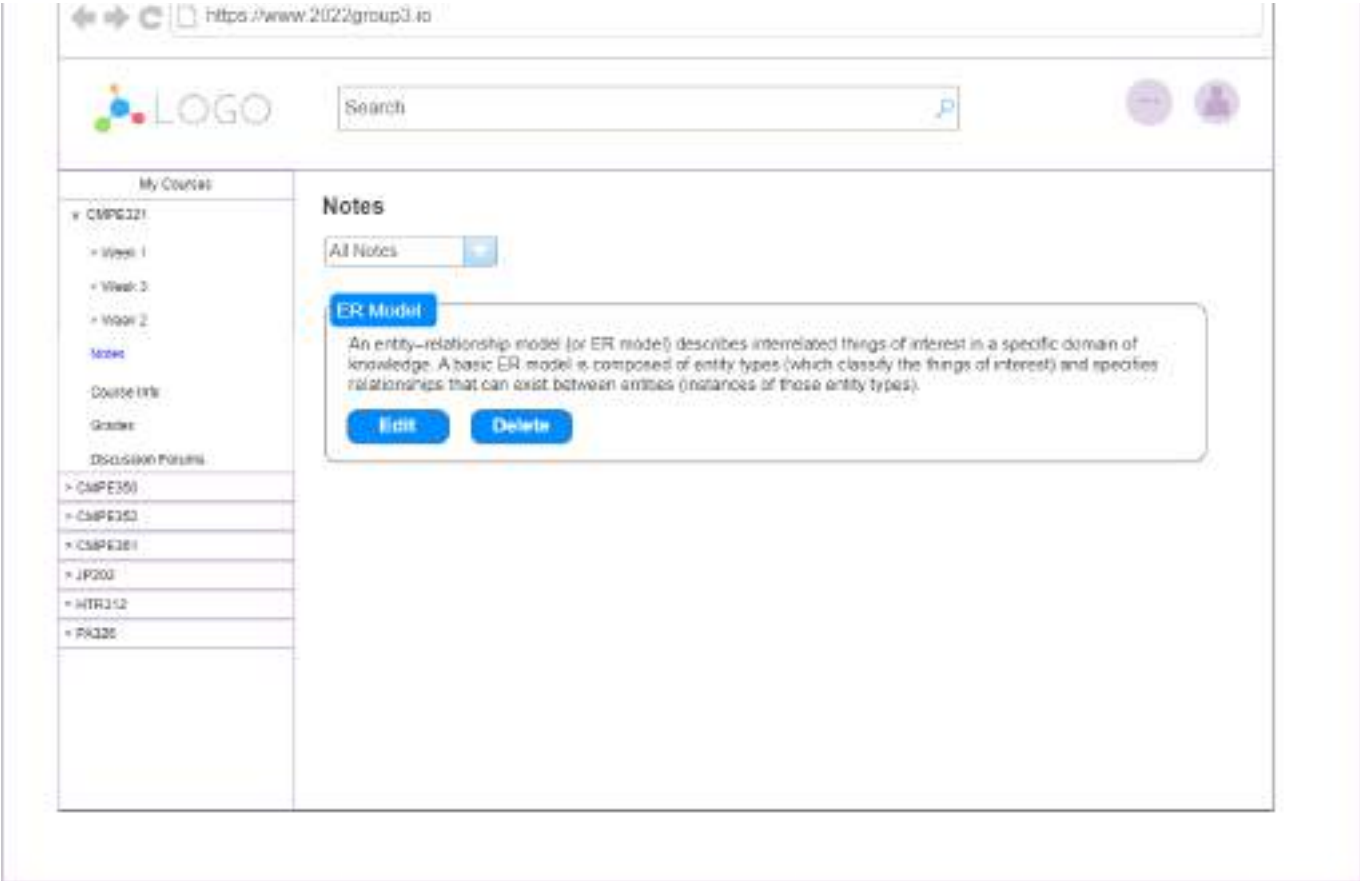 https://www.2022group3.io
LOGO
Search
My Courses
v CMPE321
> Week 1
> Week 3
> Week 2
Notes
Course Info
Grades
Discussion Forums
> CMPE350
> CMPE352
> CMPE361
> JP202
> HTR312
Notes
All Notes
ER Model
An entity–relationship model (or ER model) describes interrelated things of interest in a specific domain of
knowledge. A basic ER model is composed of entity types (which classify the things of interest) and specifies
relationships that can exist between entities (instances of those entity types).
Edit
Delete